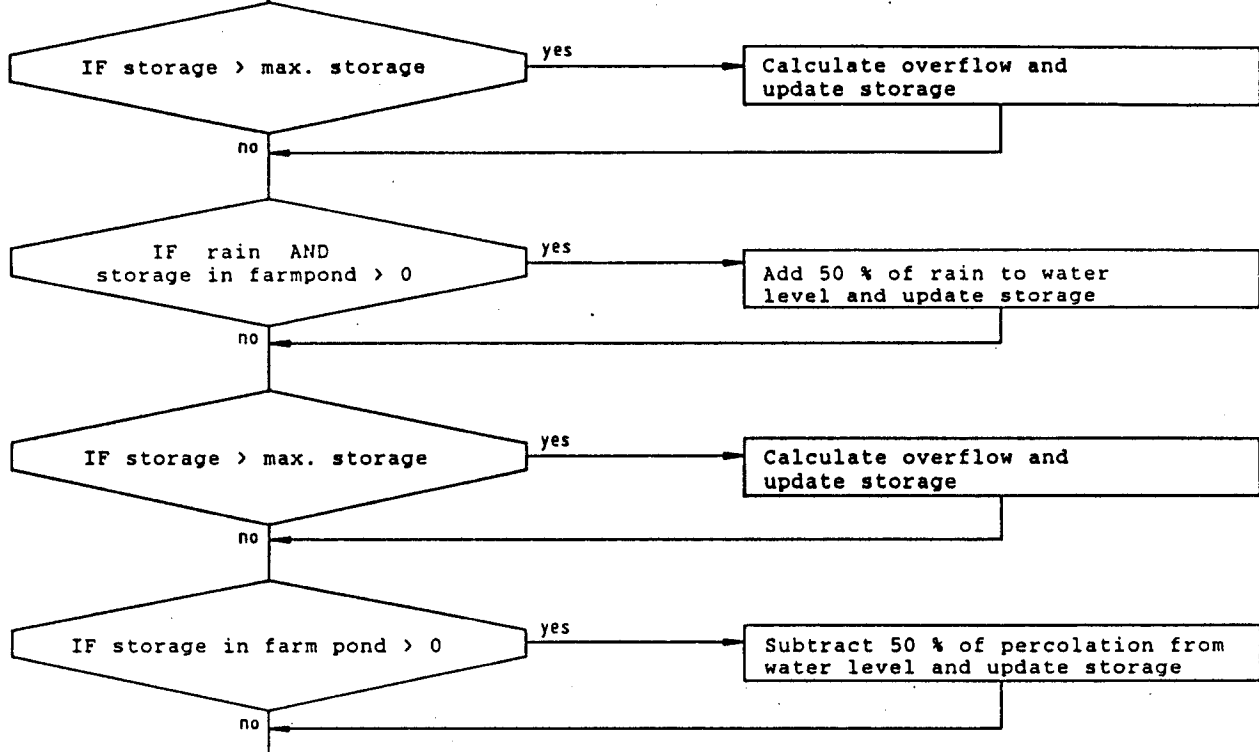 IF storage > max. storage
yes
Calculate overflow and
update storage
no
IF rain AND
storage in farmpond > 0
yes
Add 50 % of rain to water
level and update storage
no
IF storage > max. storage
yes
Calculate overflow and
update storage
no
IF storage in farm pond > 0
yes
Subtract 50 % of percolation from
water level and update storage
no